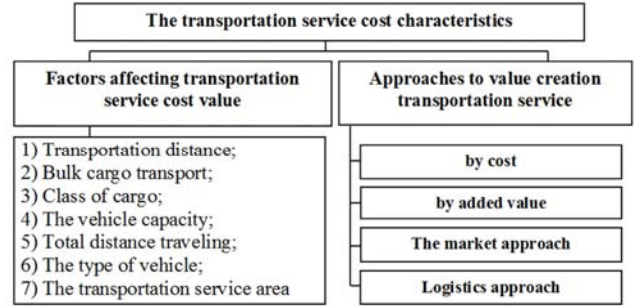 The transportation service cost characteristics
Factors affecting transportation
service cost value
1) Transportation distance;
2) Bulk cargo transport;
3) Class of cargo;
4) The vehicle capacity;
5) Total distance traveling;
6) The type of vehicle;
7) The transportation service area
Approaches to value creation
transportation service
by cost
by added value
The market approach
Logistics approach